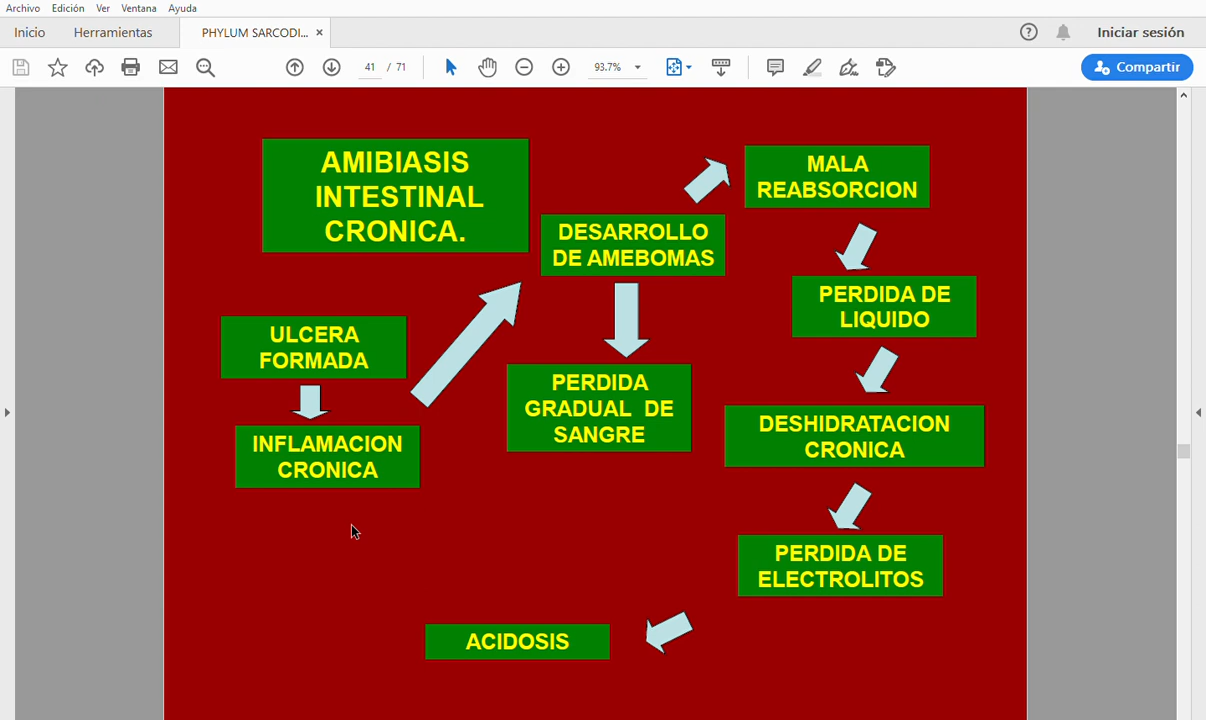 Archivo Edición Ver Ventana Ayuda
Inicio Herramientas PHYLUM SARCODI... × ? Iniciar sesión
41 / 71 93.7% Compartir
AMIBIASIS
INTESTINAL
CRONICA.
ULCERA
FORMADA
INFLAMACION
CRONICA
DESARROLLO
DE AMEBOMAS
PERDIDA
GRADUAL DE
SANGRE
MALA
REABSORCION
PERDIDA DE
LIQUIDO
DESHIDRATACION
CRONICA
PERDIDA DE
ELECTROLITOS
ACIDOSIS